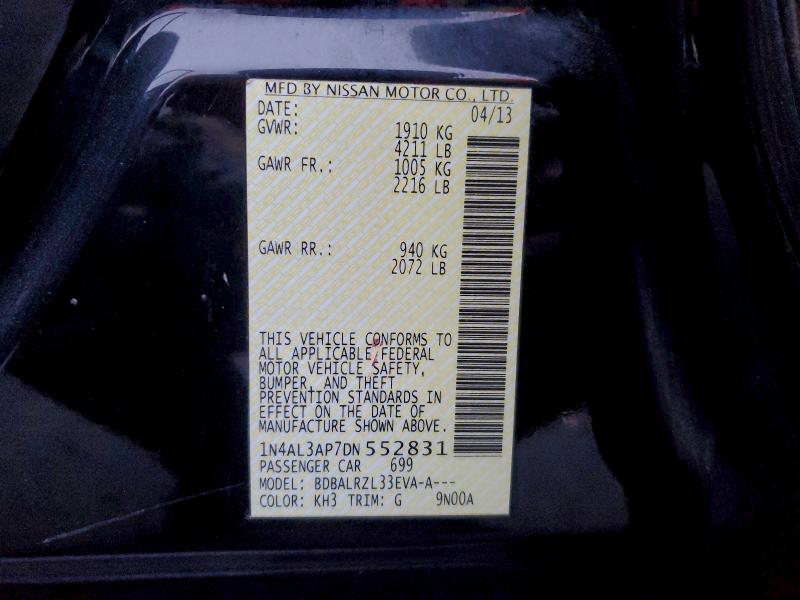 MFD BY NISSAN MOTOR CO., LTD.
DATE: 04/13
GVWR: 1910 KG
4211 LB
GAWR FR.: 1005 KG
2216 LB
GAWR RR.: 940 KG
2072 LB
THIS VEHICLE CONFORMS TO
ALL APPLICABLE FEDERAL
MOTOR VEHICLE SAFETY,
BUMPER, AND THEFT
PREVENTION STANDARDS IN
EFFECT ON THE DATE OF
MANUFACTURE SHOWN ABOVE.
1N4AL3AP7DN 552831
PASSENGER CAR 699
MODEL: BDBALRZL33EVA-A---
COLOR: KH3 TRIM: G 9N00A